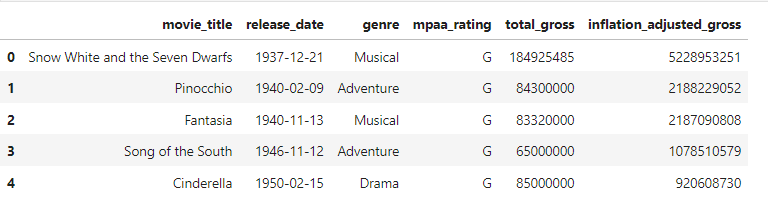 movie_title release_date genre mpaa_rating total_gross inflation_adjusted_gross
0 Snow White and the Seven Dwarfs 1937-12-21 Musical G 184925485 5228953251
1 Pinocchio 1940-02-09 Adventure G 84300000 2188229052
2 Fantasia 1940-11-13 Musical G 83320000 2187090808
3 Song of the South 1946-11-12 Adventure G 65000000 1078510579
4 Cinderella 1950-02-15 Drama G 85000000 920608730